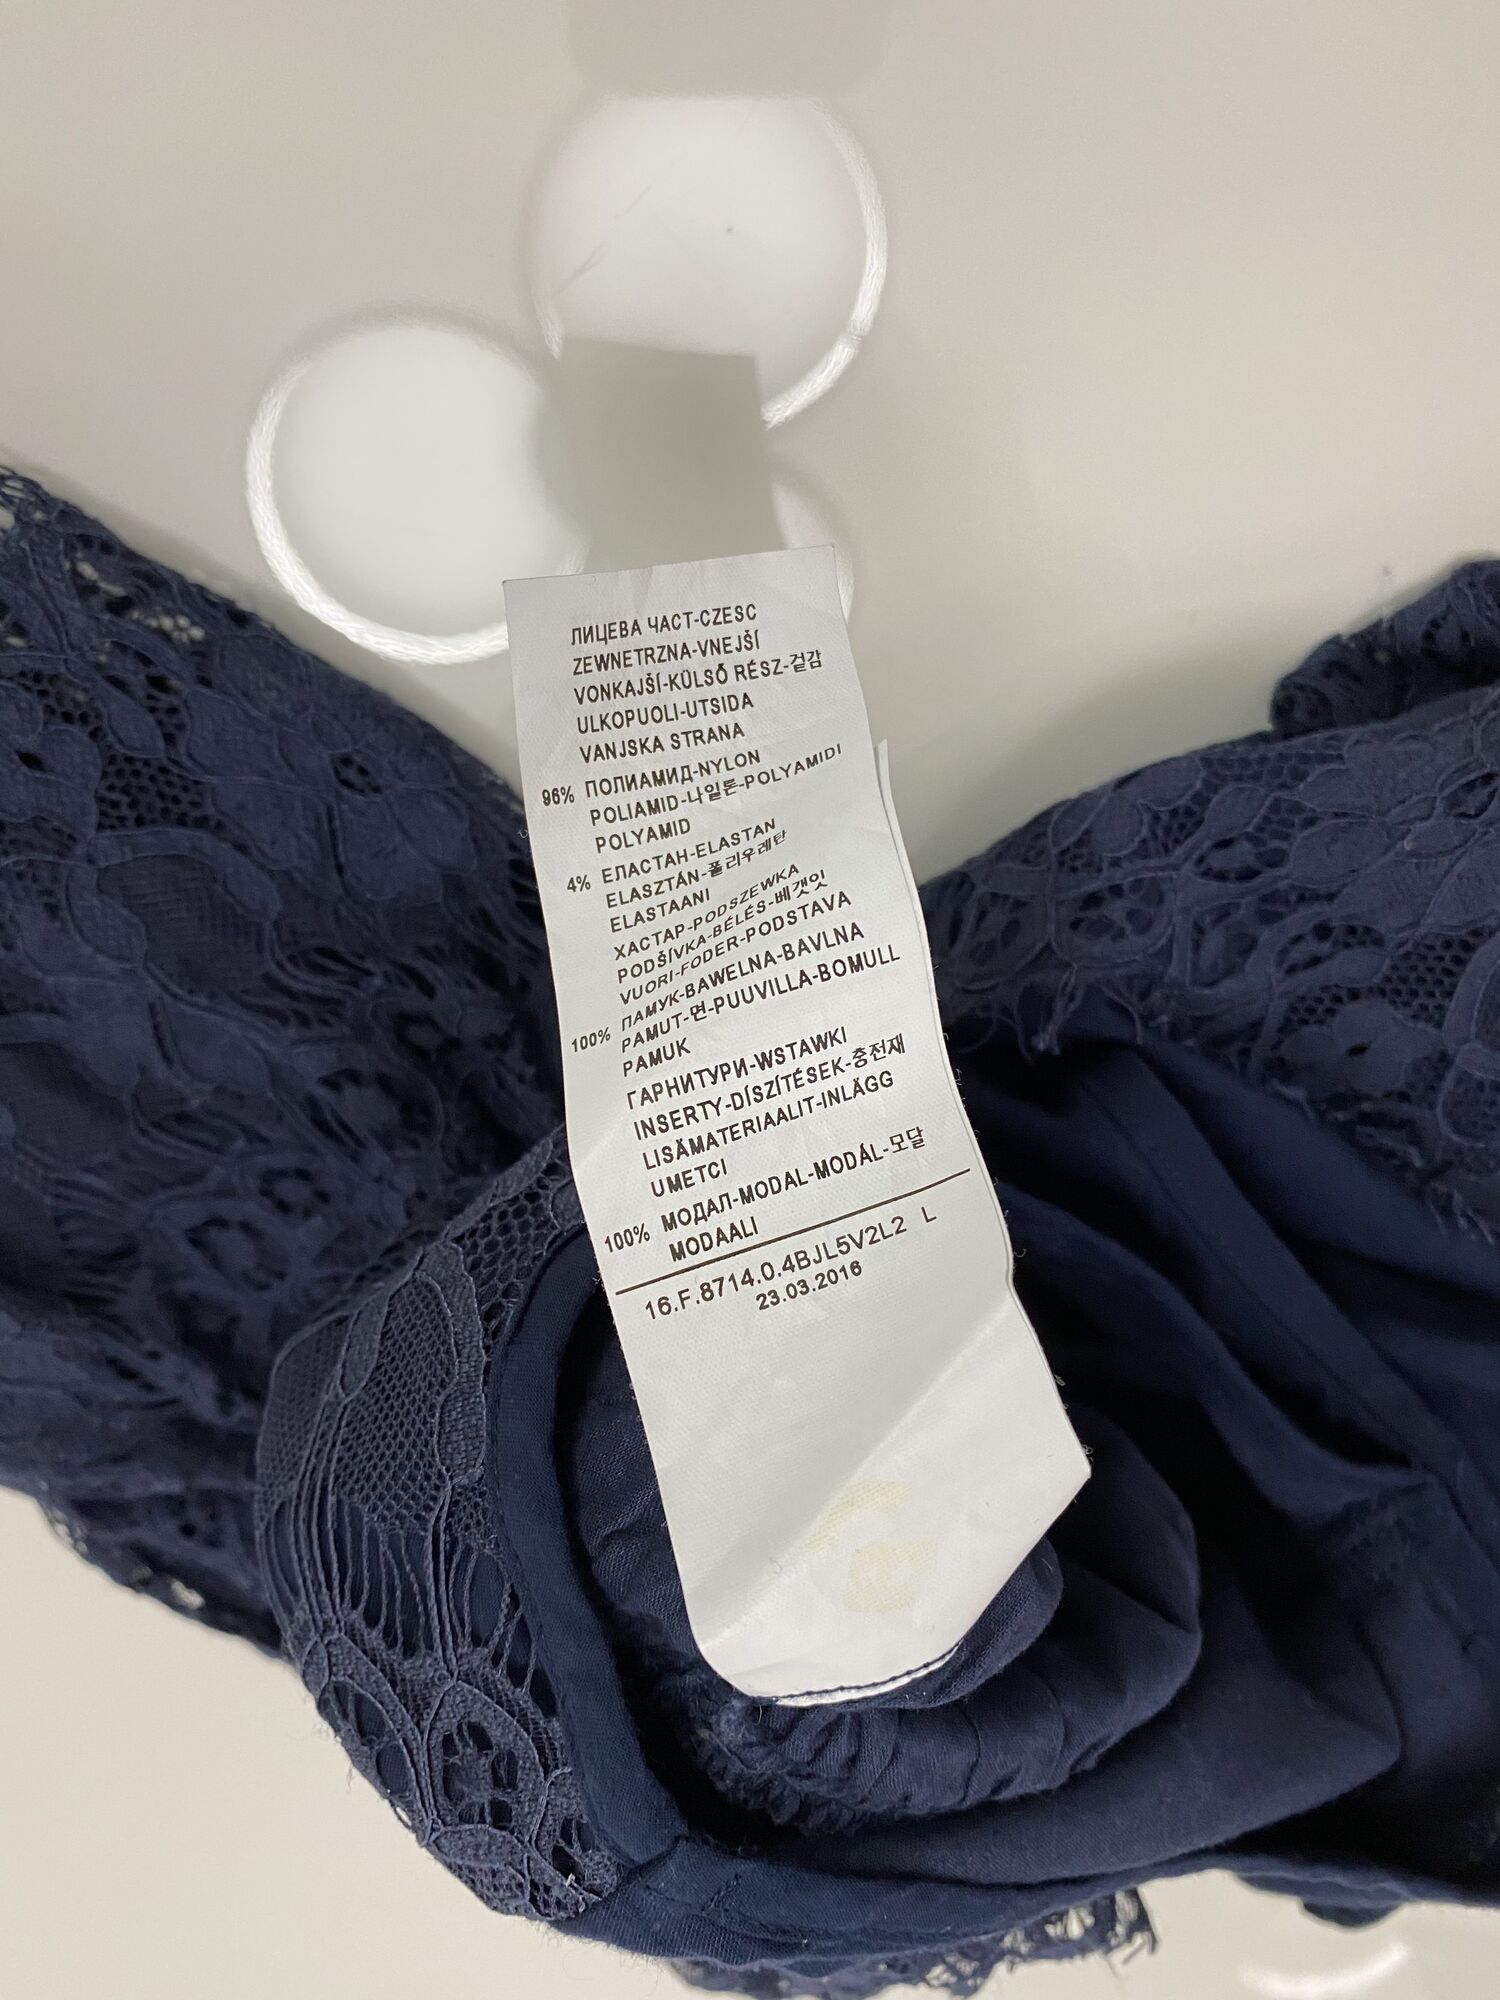 ЛИЦЕВА ЧАСТ-CZESC
ZEWNETRZNA-VNEJŠÍ
VONKAJŠÍ-KÜLSŐ RÉSZ-겉감
ULKOPUOLI-UTSIDA
VANJSKA STRANA
96% ПОЛИАМИД-NYLON
POLIAMID-나일론-POLYAMIDI
POLYAMID
4% ЕЛАСТАН-ELASTAN
ELASZTÁN-폴리우레탄
ELASTAANI
ХАСТАР-PODSZEWKA
PODŠÍVKA-BÉLÉS-베갯잇
VUORI-FODER-PODSTAVA
100% ПАМУК-BAWELNA-BAVLNA
PAMUT-면-PUUVILLA-BOMULL
PAMUK
ГАРНИТУРИ-WSTAWKI
INSERTY-DÍSZÍTÉSEK-충전재
LISÄMATERIAALIT-INLÄGG
UMETCI
100% МОДАЛ-MODAL-MODÁL-모달
MODAALI
16.F.8714.0.4BJL5V2L2 L
23.03.2016